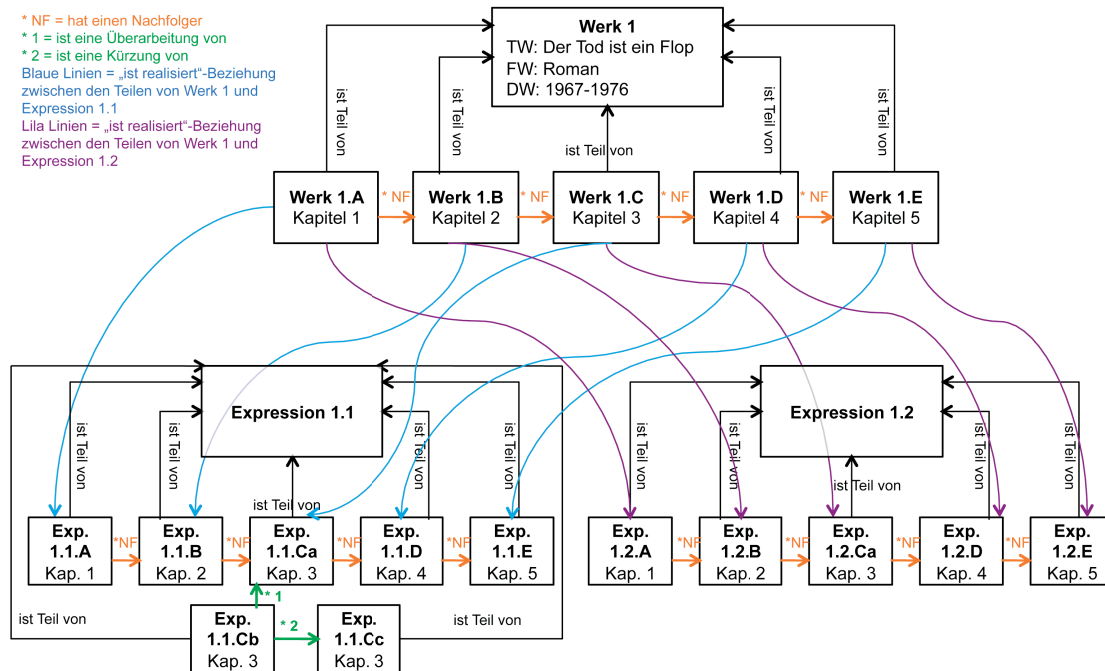 * NF = hat einen Nachfolger
* 1 = ist eine Überarbeitung von
* 2 = ist eine Kürzung von
Blaue Linien = „ist realisiert“-Beziehung
zwischen den Teilen von Werk 1 und
Expression 1.1
Lila Linien = „ist realisiert“-Beziehung
zwischen den Teilen von Werk 1 und
Expression 1.2
Werk 1
TW: Der Tod ist ein Flop
FW: Roman
DW: 1967-1976
ist Teil von
ist Teil von
ist Teil von
ist Teil von
ist Teil von
Werk 1.A
Kapitel 1
* NF
Werk 1.B
Kapitel 2
* NF
Werk 1.C
Kapitel 3
* NF
Werk 1.D
Kapitel 4
* NF
Werk 1.E
Kapitel 5
Expression 1.1
ist Teil von
ist Teil von
ist Teil von
ist Teil von
ist Teil von
Expression 1.2
ist Teil von
ist Teil von
ist Teil von
ist Teil von
ist Teil von
Exp.
1.1.A
Kap. 1
*NF
Exp.
1.1.B
Kap. 2
*NF
Exp.
1.1.Ca
Kap. 3
*NF
Exp.
1.1.D
Kap. 4
*NF
Exp.
1.1.E
Kap. 5
Exp.
1.2.A
Kap. 1
*NF
Exp.
1.2.B
Kap. 2
*NF
Exp.
1.2.Ca
Kap. 3
*NF
Exp.
1.2.D
Kap. 4
*NF
Exp.
1.2.E
Kap. 5
* 1
ist Teil von
Exp.
1.1.Cb
Kap. 3
* 2
Exp.
1.1.Cc
Kap. 3
ist Teil von